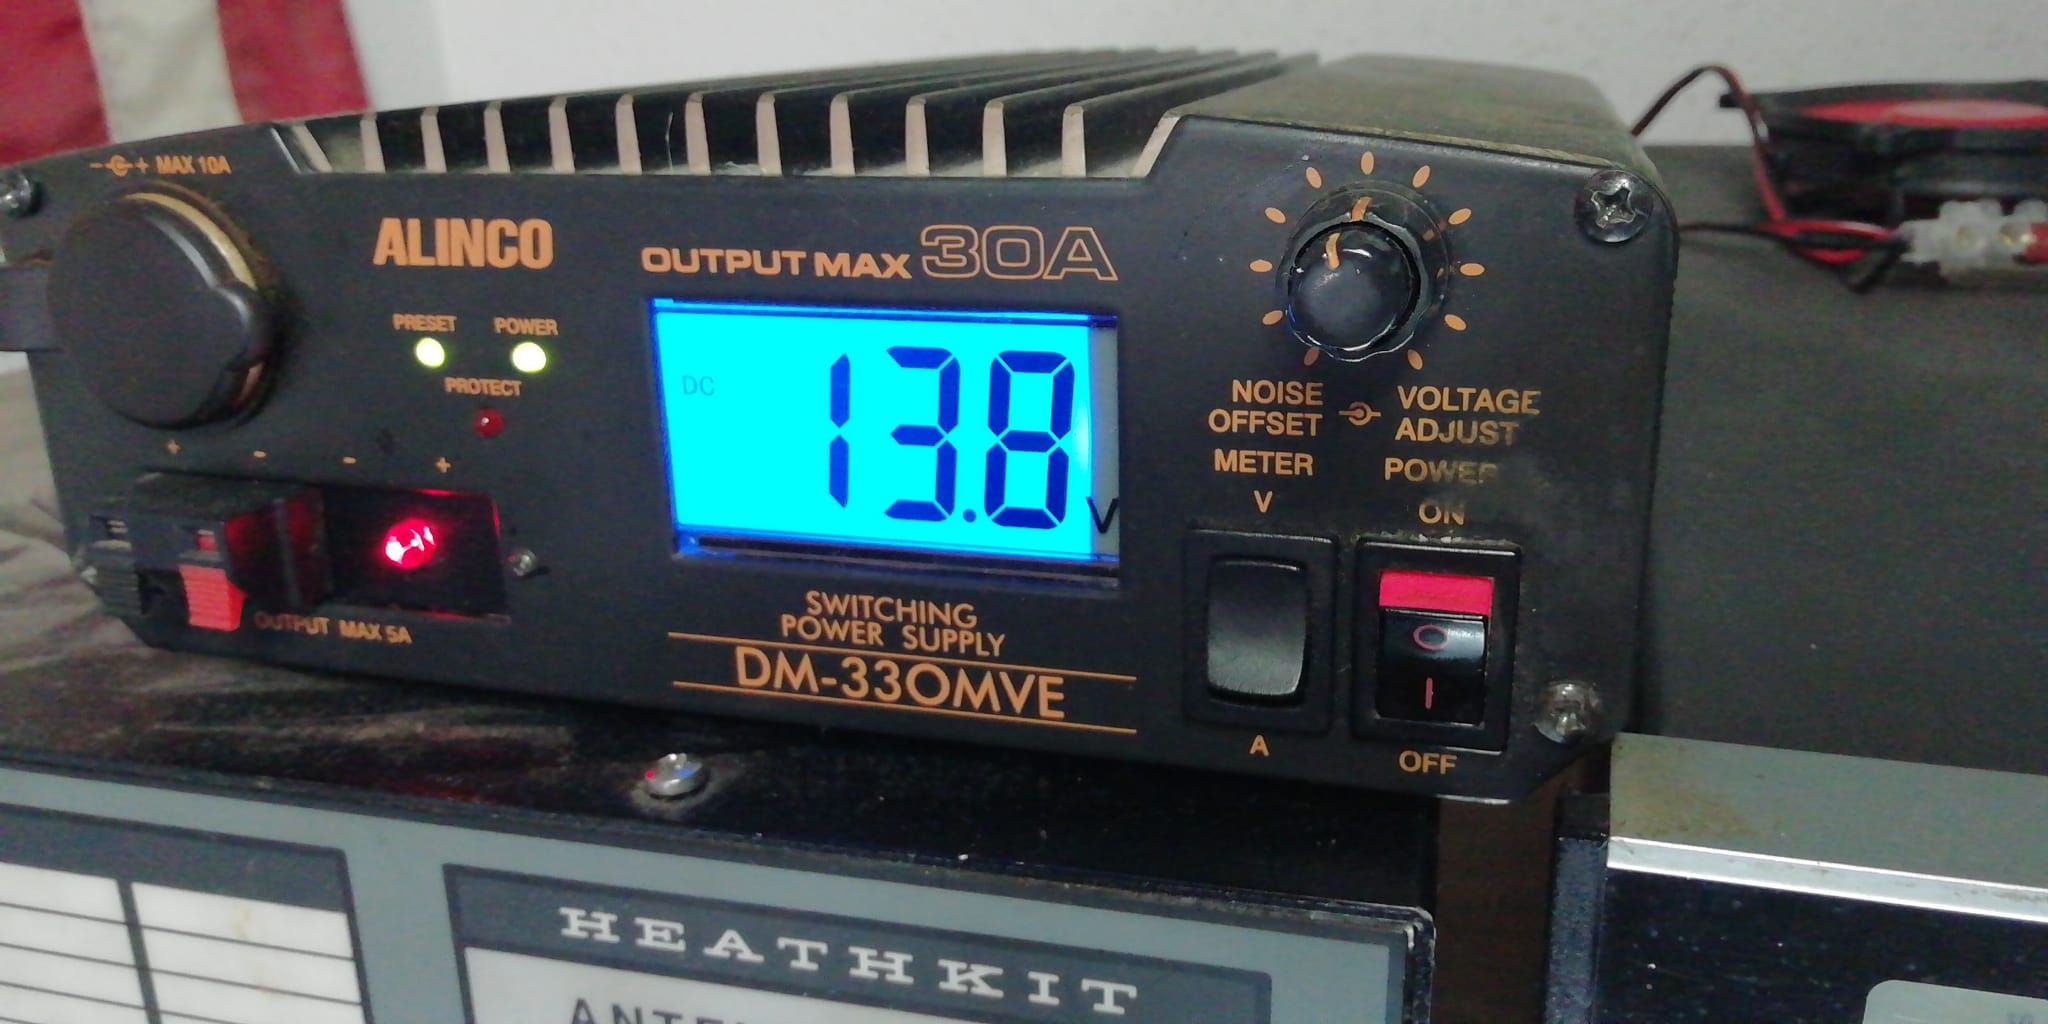 - + MAX 10A
ALINCO
OUTPUT MAX 30A
PRESET POWER
PROTECT
+ - - +
OUTPUT MAX 5A
DC
13.8
V
SWITCHING
POWER SUPPLY
DM-330MVE
NOISE
OFFSET
VOLTAGE
ADJUST
METER
V
A
POWER
ON
O
I
OFF
HEATHKIT